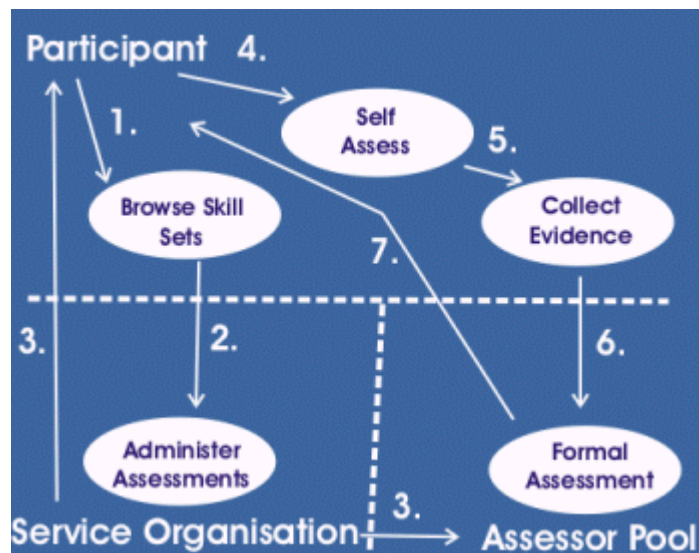 Participant 4.
Self
Assess
1.
5.
Browse Skill
Sets
Collect
Evidence
7.
3.
2.
6.
Administer
Assessments
Formal
Assessment
3.
Service Organisation
Assessor Pool